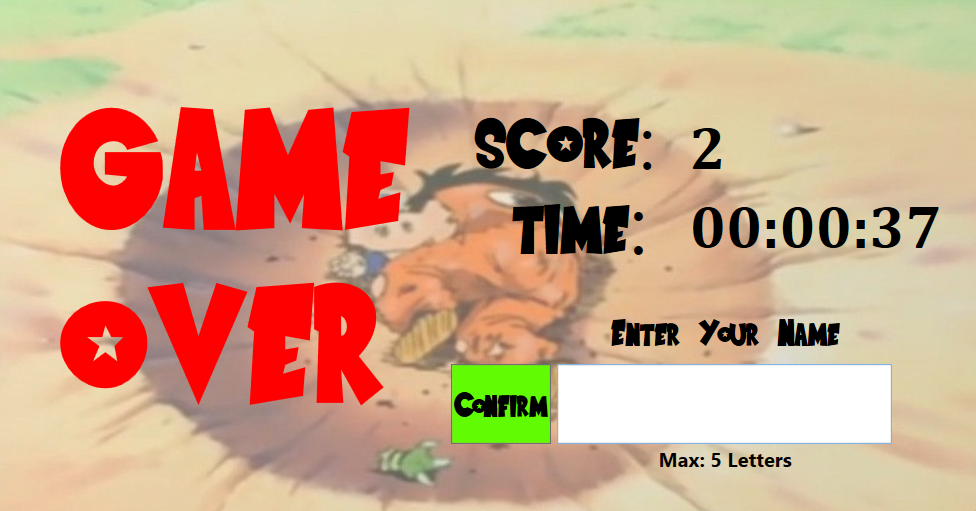 GAME
OVER
SCORE: 2
TIME: 00:00:37
ENTER YOUR NAME
CONFIRM
Max: 5 Letters